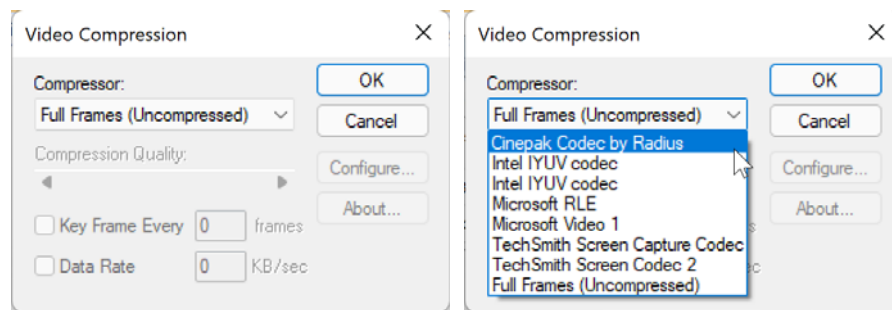 Video Compression
Compressor:
Full Frames (Uncompressed)
Compression Quality:
Key Frame Every 0 frames
Data Rate 0 KB/sec
OK
Cancel
Configure...
About...
Video Compression
Compressor:
Full Frames (Uncompressed)
Cinepak Codec by Radius
Intel IYUV codec
Intel IYUV codec
Microsoft RLE
Microsoft Video 1
TechSmith Screen Capture Codec
TechSmith Screen Codec 2
Full Frames (Uncompressed)
OK
Cancel
Configure...
About...